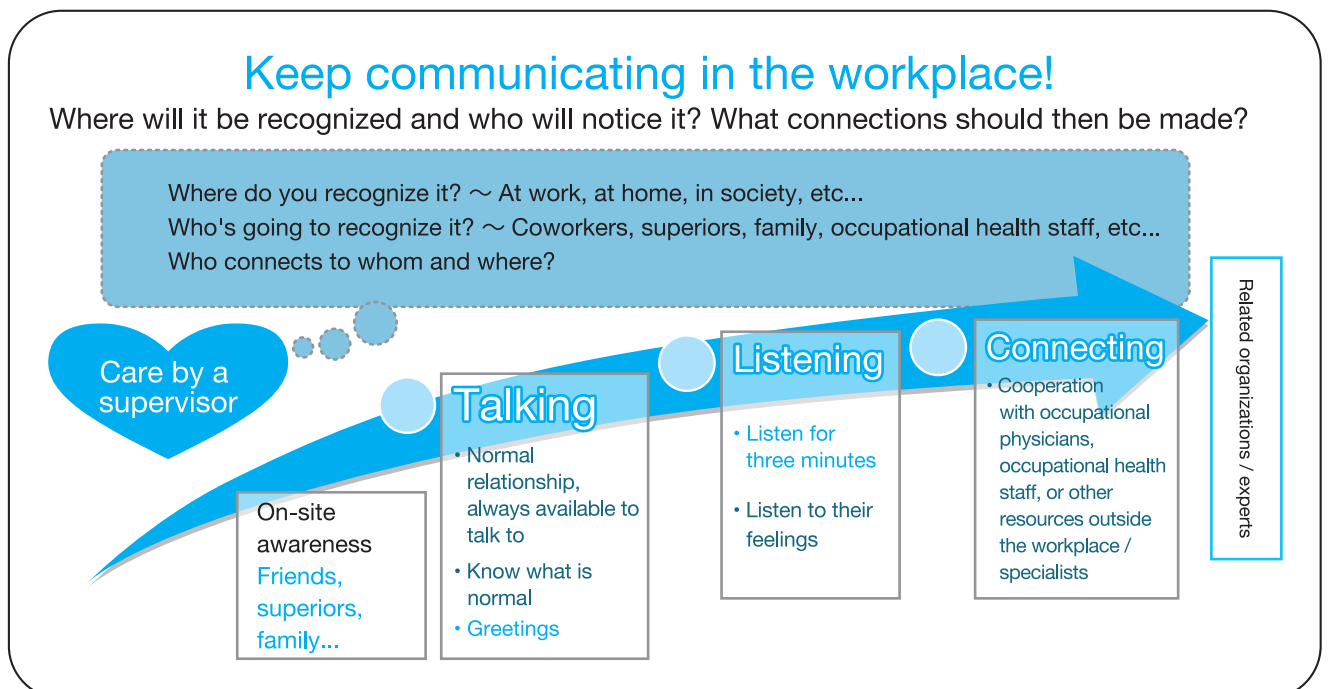 Keep communicating in the workplace!
Where will it be recognized and who will notice it? What connections should then be made?
Where do you recognize it? ～ At work, at home, in society, etc...
Who's going to recognize it? ～ Coworkers, superiors, family, occupational health staff, etc...
Who connects to whom and where?
Care by a
supervisor
On-site
awareness
Friends,
superiors,
family...
Talking
• Normal
relationship,
always available to
talk to
• Know what is
normal
• Greetings
Listening
• Listen for
three minutes
• Listen to their
feelings
Connecting
• Cooperation
with occupational
physicians,
occupational health
staff, or other
resources outside
the workplace /
specialists
Related organizations / experts